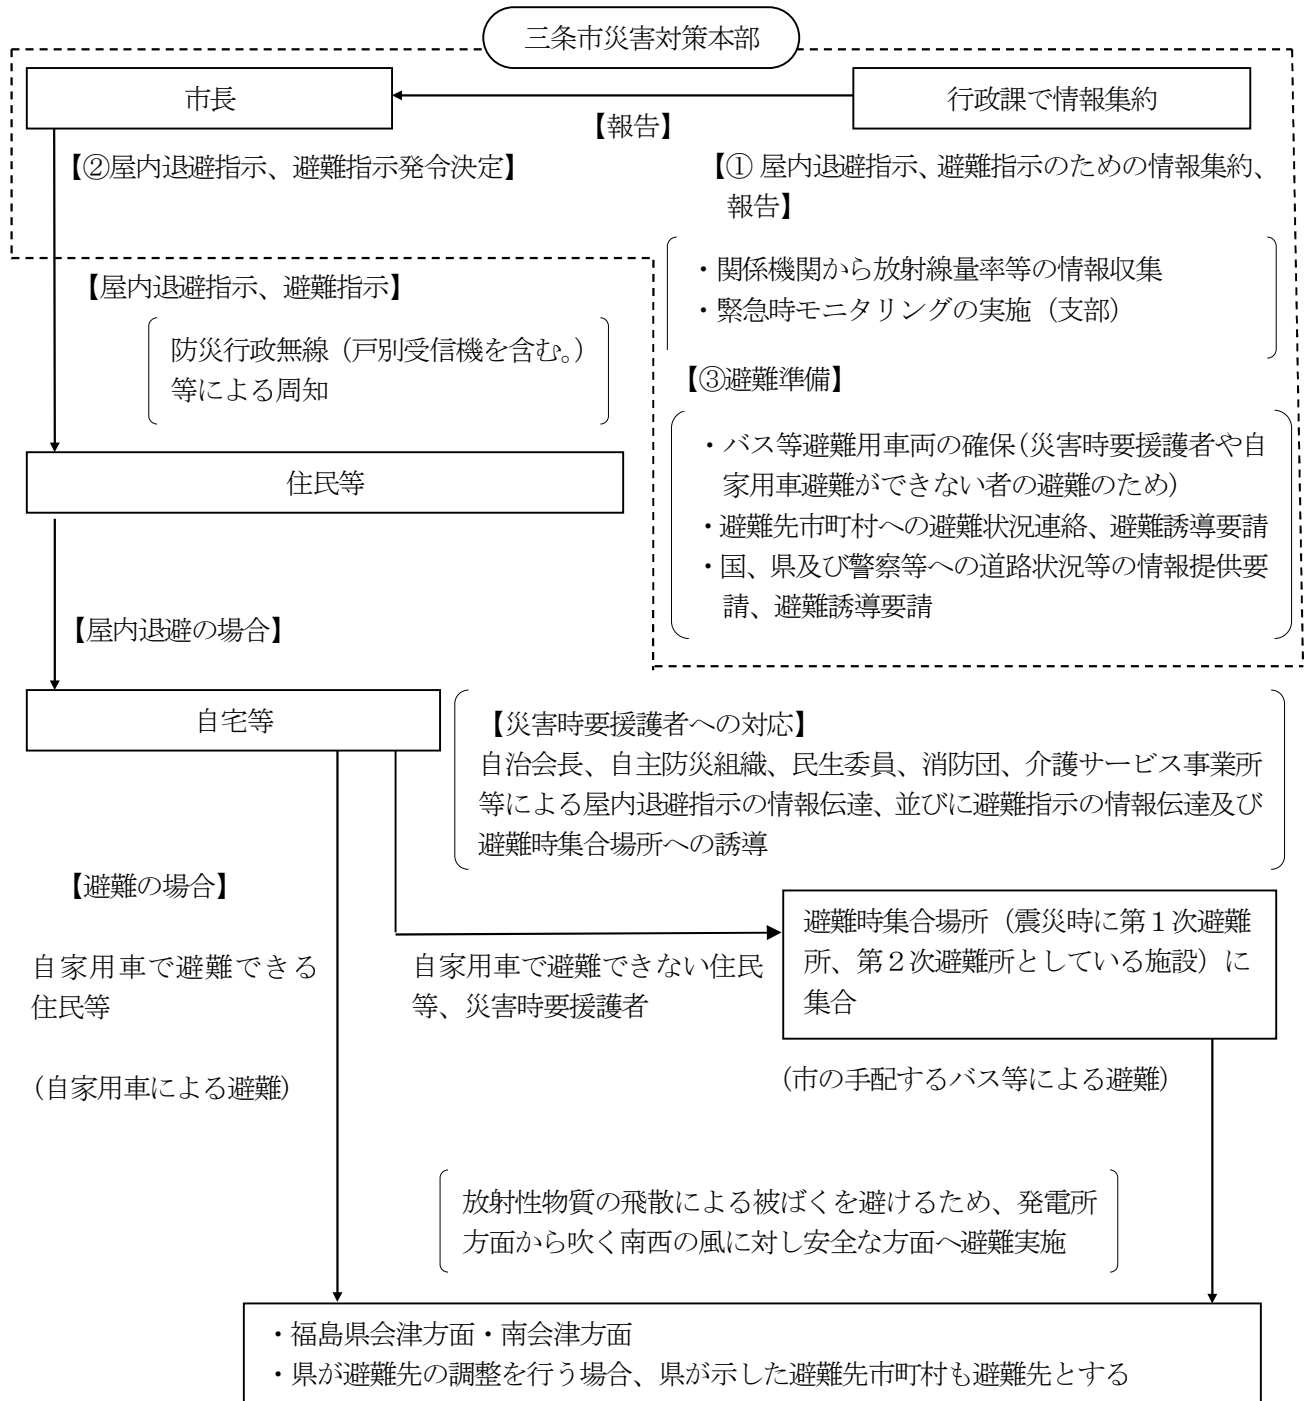 三条市災害対策本部
市長
行政課で情報集約
【報告】
【②屋内退避指示、避難指示発令決定】
【① 屋内退避指示、避難指示のための情報集約、
報告】
・関係機関から放射線量率等の情報収集
・緊急時モニタリングの実施（支部）
【屋内退避指示、避難指示】
防災行政無線（戸別受信機を含む。）
等による周知
【③避難準備】
・バス等避難用車両の確保（災害時要援護者や自
家用車避難ができない者の避難のため）
・避難先市町村への避難状況連絡、避難誘導要請
・国、県及び警察等への道路状況等の情報提供要
請、避難誘導要請
住民等
【屋内退避の場合】
自宅等
【災害時要援護者への対応】
自治会長、自主防災組織、民生委員、消防団、介護サービス事業所
等による屋内退避指示の情報伝達、並びに避難指示の情報伝達及び
避難時集合場所への誘導
【避難の場合】
自家用車で避難できる
住民等
（自家用車による避難）
自家用車で避難できない住民
等、災害時要援護者
避難時集合場所（震災時に第１次避難
所、第２次避難所としている施設）に
集合
（市の手配するバス等による避難）
放射性物質の飛散による被ばくを避けるため、発電所
方面から吹く南西の風に対し安全な方面へ避難実施
・福島県会津方面・南会津方面
・県が避難先の調整を行う場合、県が示した避難先市町村も避難先とする